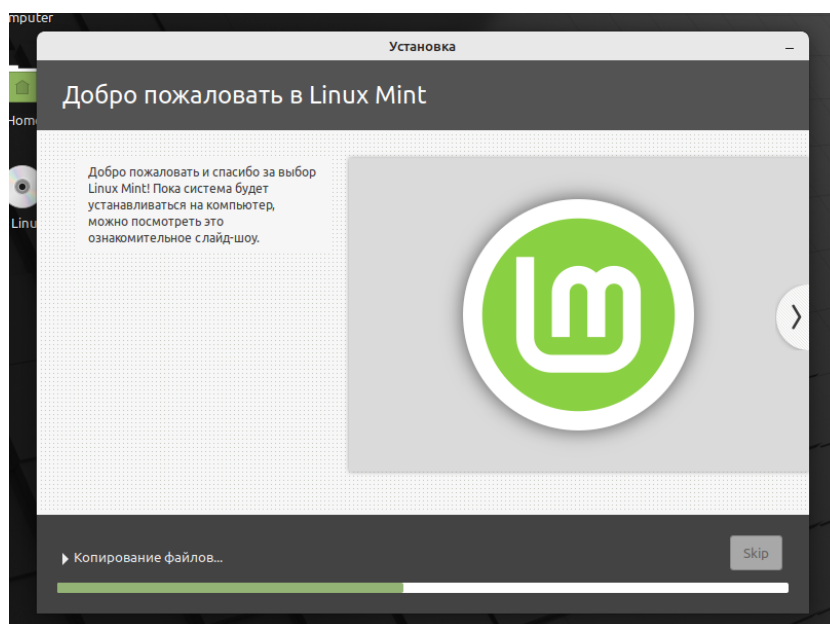 mputer
Установка
Добро пожаловать в Linux Mint
Hom
Добро пожаловать и спасибо за выбор
Linux Mint! Пока система будет
устанавливаться на компьютер,
можно посмотреть это
ознакомительное слайд-шоу.
Linu
Копирование файлов...
Skip